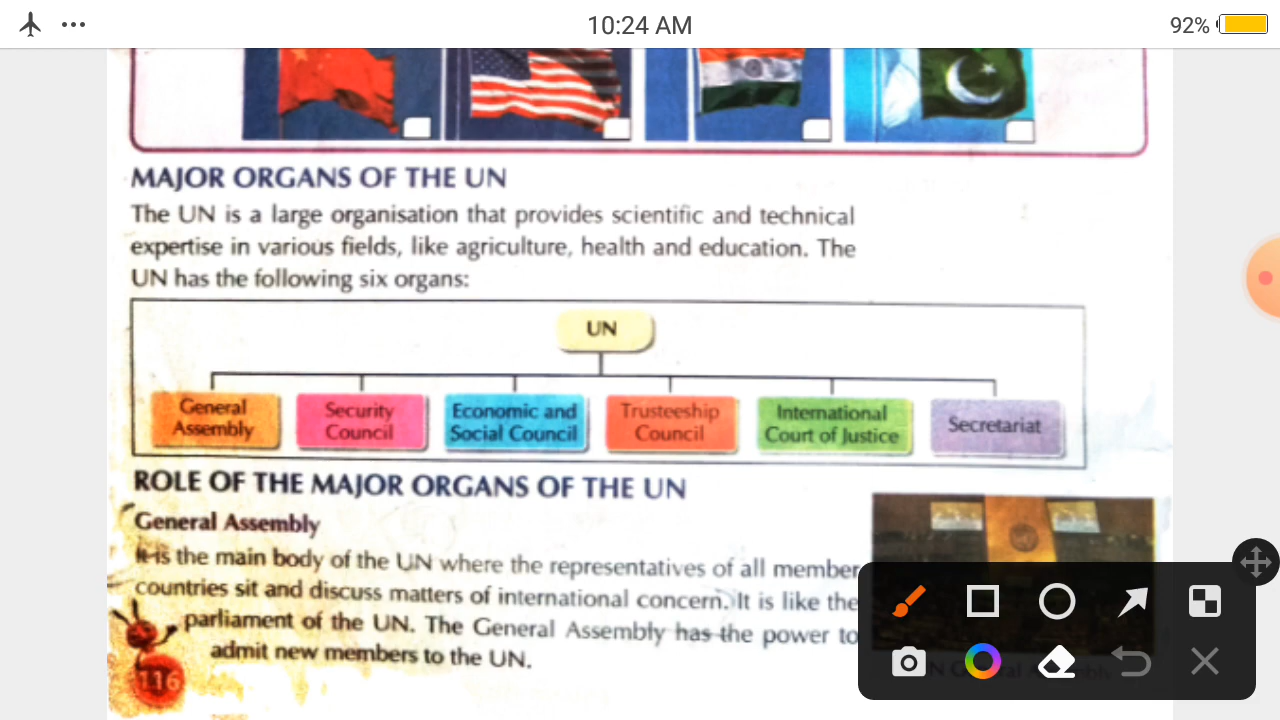 10:24 AM
92%
MAJOR ORGANS OF THE UN
The UN is a large organisation that provides scientific and technical
expertise in various fields, like agriculture, health and education. The
UN has the following six organs:
UN
General
Assembly
Security
Council
Economic and
Social Council
Trusteeship
Council
International
Court of Justice
Secretariat
ROLE OF THE MAJOR ORGANS OF THE UN
General Assembly
It is the main body of the UN where the representatives of all member
countries sit and discuss matters of international concern. It is like the
parliament of the UN. The General Assembly has the power to
admit new members to the UN.
116